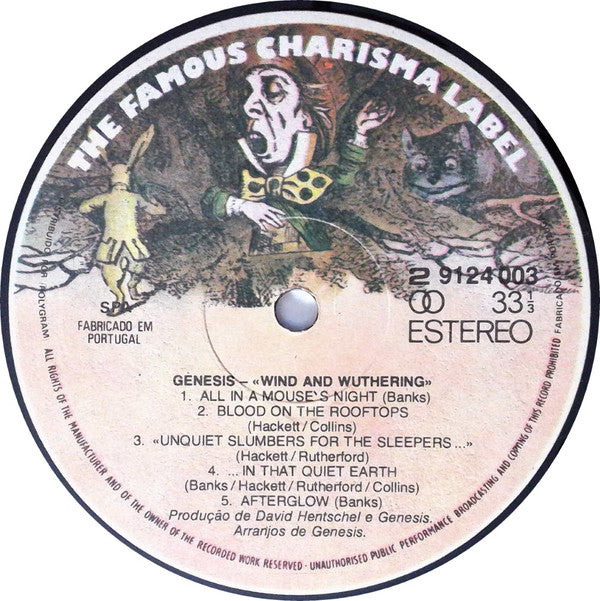 THE FAMOUS CHARISMA LABEL
2 9124 003
33 1/3
ESTEREO
SPA
FABRICADO EM
PORTUGAL
GENESIS – «WIND AND WUTHERING»
1. ALL IN A MOUSE'S NIGHT (Banks)
2. BLOOD ON THE ROOFTOPS
(Hackett/Collins)
3. «UNQUIET SLUMBERS FOR THE SLEEPERS...»
(Hackett/Rutherford)
4. ...IN THAT QUIET EARTH
(Banks/Hackett/Rutherford/Collins)
5. AFTERGLOW (Banks)
Produção de David Hentschel e Genesis.
Arranjos de Genesis.
POLYGRAM. ALL RIGHTS OF THE MANUFACTURER AND OF THE OWNER OF THE RECORDED WORK RESERVED - UNAUTHORISED PUBLIC PERFORMANCE BROADCASTING AND COPYING OF THIS RECORD PROHIBITED FABRICADO EM